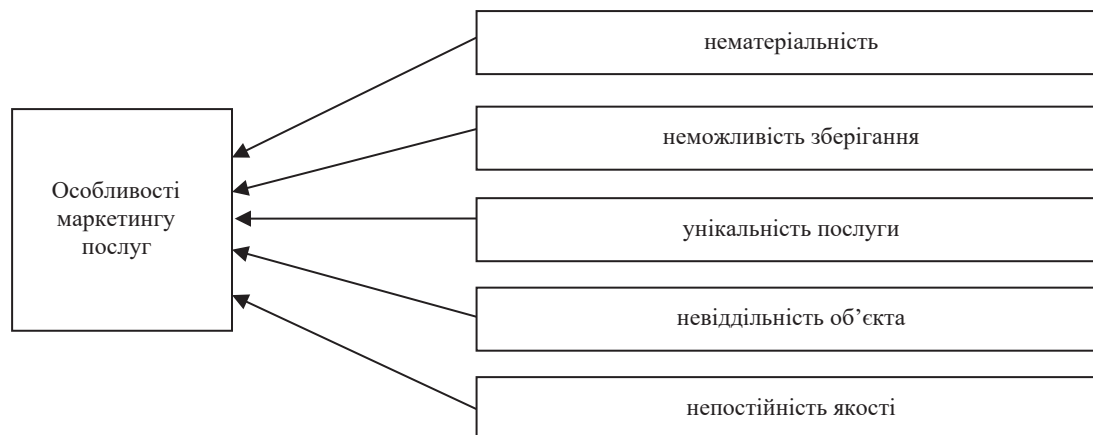 нематеріальність
неможливість зберігання
Особливості
маркетингу
послуг
унікальність послуги
невіддільність об’єкта
непостійність якості